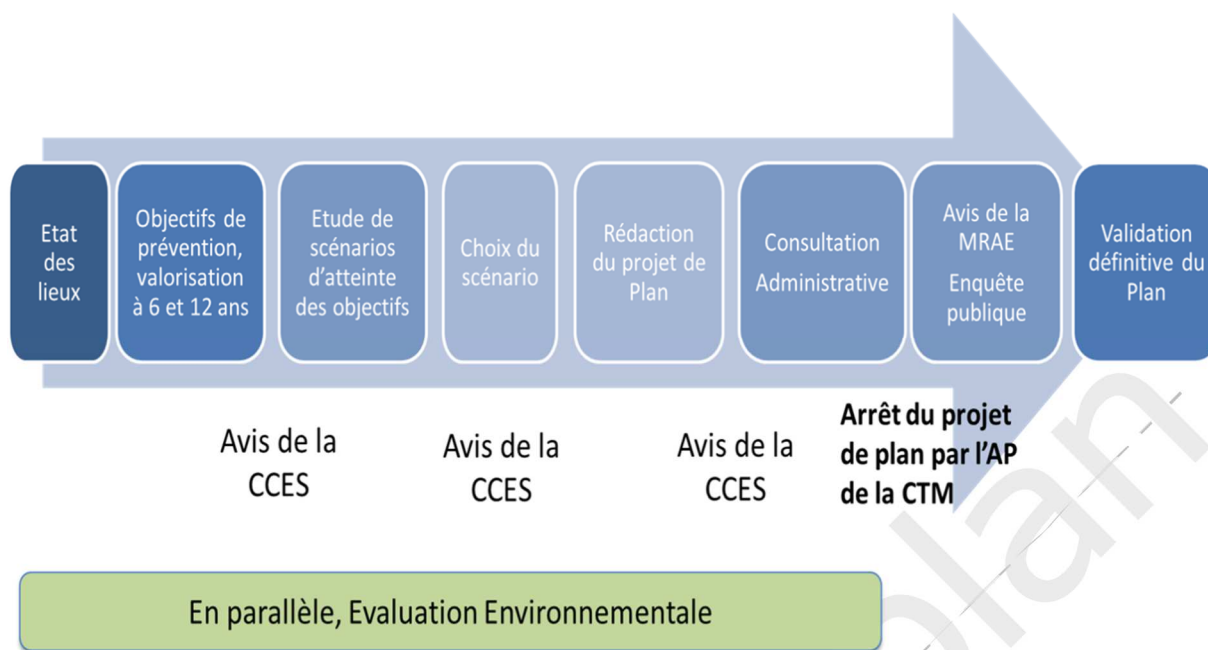 Etat
des
lieux
Objectifs de
prévention,
valorisation
à 6 et 12 ans
Etude de
scénarios
d'atteinte
des objectifs
Choix du
scénario
Rédaction
du projet de
Plan
Consultation
Administrative
Avis de la
MRAE
Enquête
publique
Validation
définitive du
Plan
Avis de la
CCES
Avis de la
CCES
Avis de la
CCES
Arrêt du projet
de plan par l'AP
de la CTM
En parallèle, Evaluation Environnementale
plan